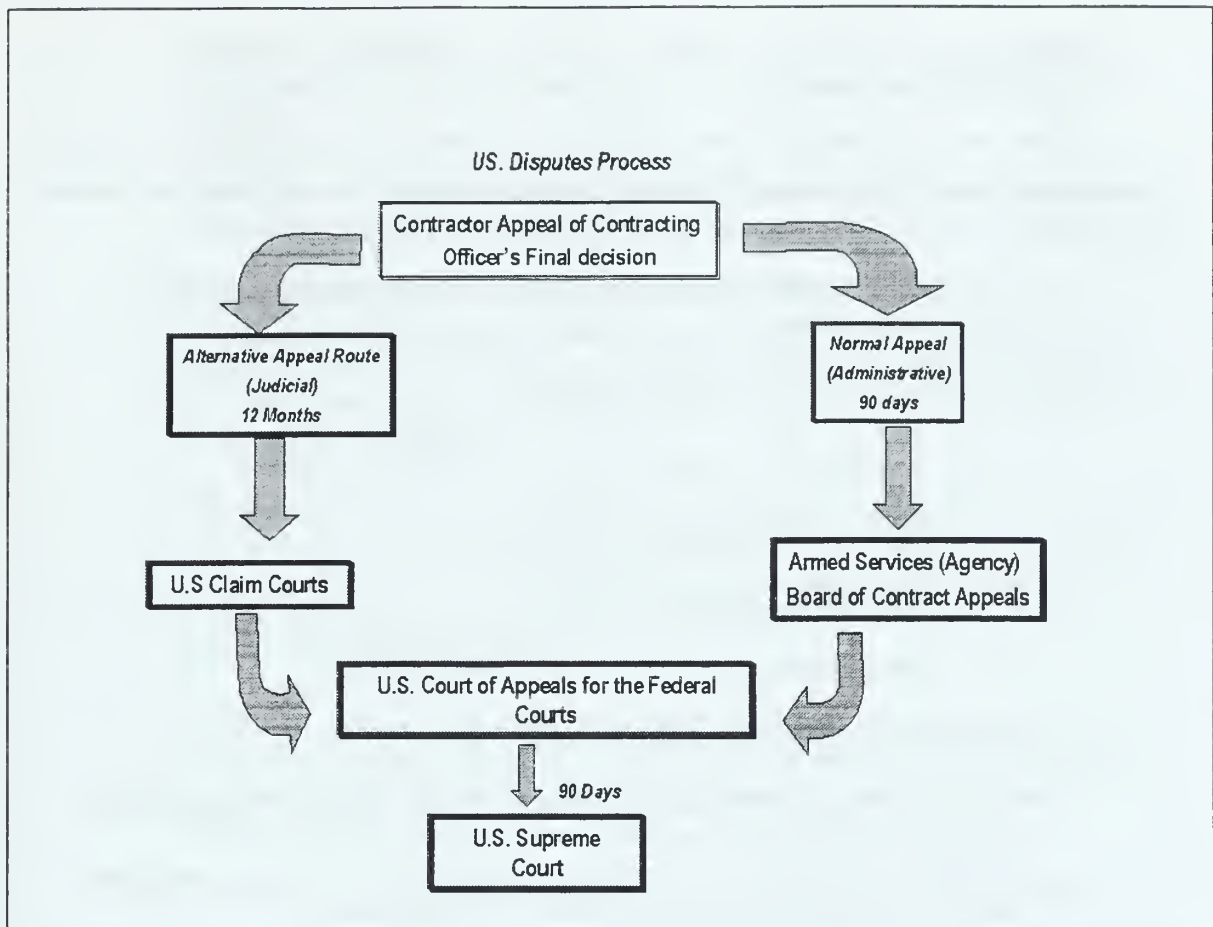 US. Disputes Process
Contractor Appeal of Contracting
Officer's Final decision
Alternative Appeal Route
(Judicial)
12 Months
Normal Appeal
(Administrative)
90 days
U.S Claim Courts
Armed Services (Agency)
Board of Contract Appeals
U.S. Court of Appeals for the Federal
Courts
90 Days
U.S. Supreme
Court